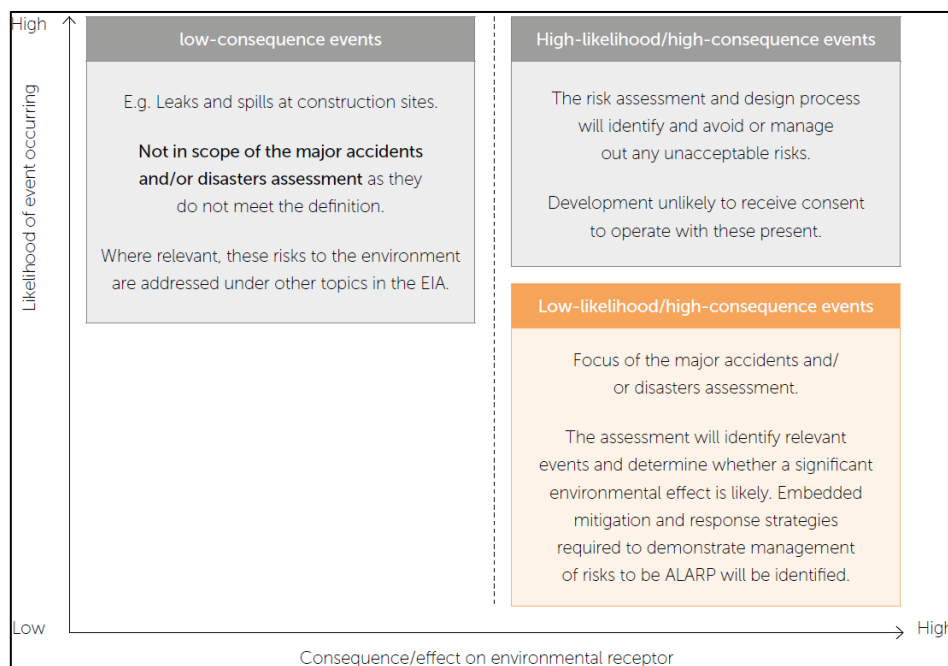 High
Likelihood of event occurring
low-consequence events
E.g. Leaks and spills at construction sites.
Not in scope of the major accidents
and/or disasters assessment as they
do not meet the definition.
Where relevant, these risks to the environment
are addressed under other topics in the EIA.
High-likelihood/high-consequence events
The risk assessment and design process
will identify and avoid or manage
out any unacceptable risks.
Development unlikely to receive consent
to operate with these present.
Low-likelihood/high-consequence events
Focus of the major accidents and/
or disasters assessment.
The assessment will identify relevant
events and determine whether a significant
environmental effect is likely. Embedded
mitigation and response strategies
required to demonstrate management
of risks to be ALARP will be identified.
Low
High
Consequence/effect on environmental receptor